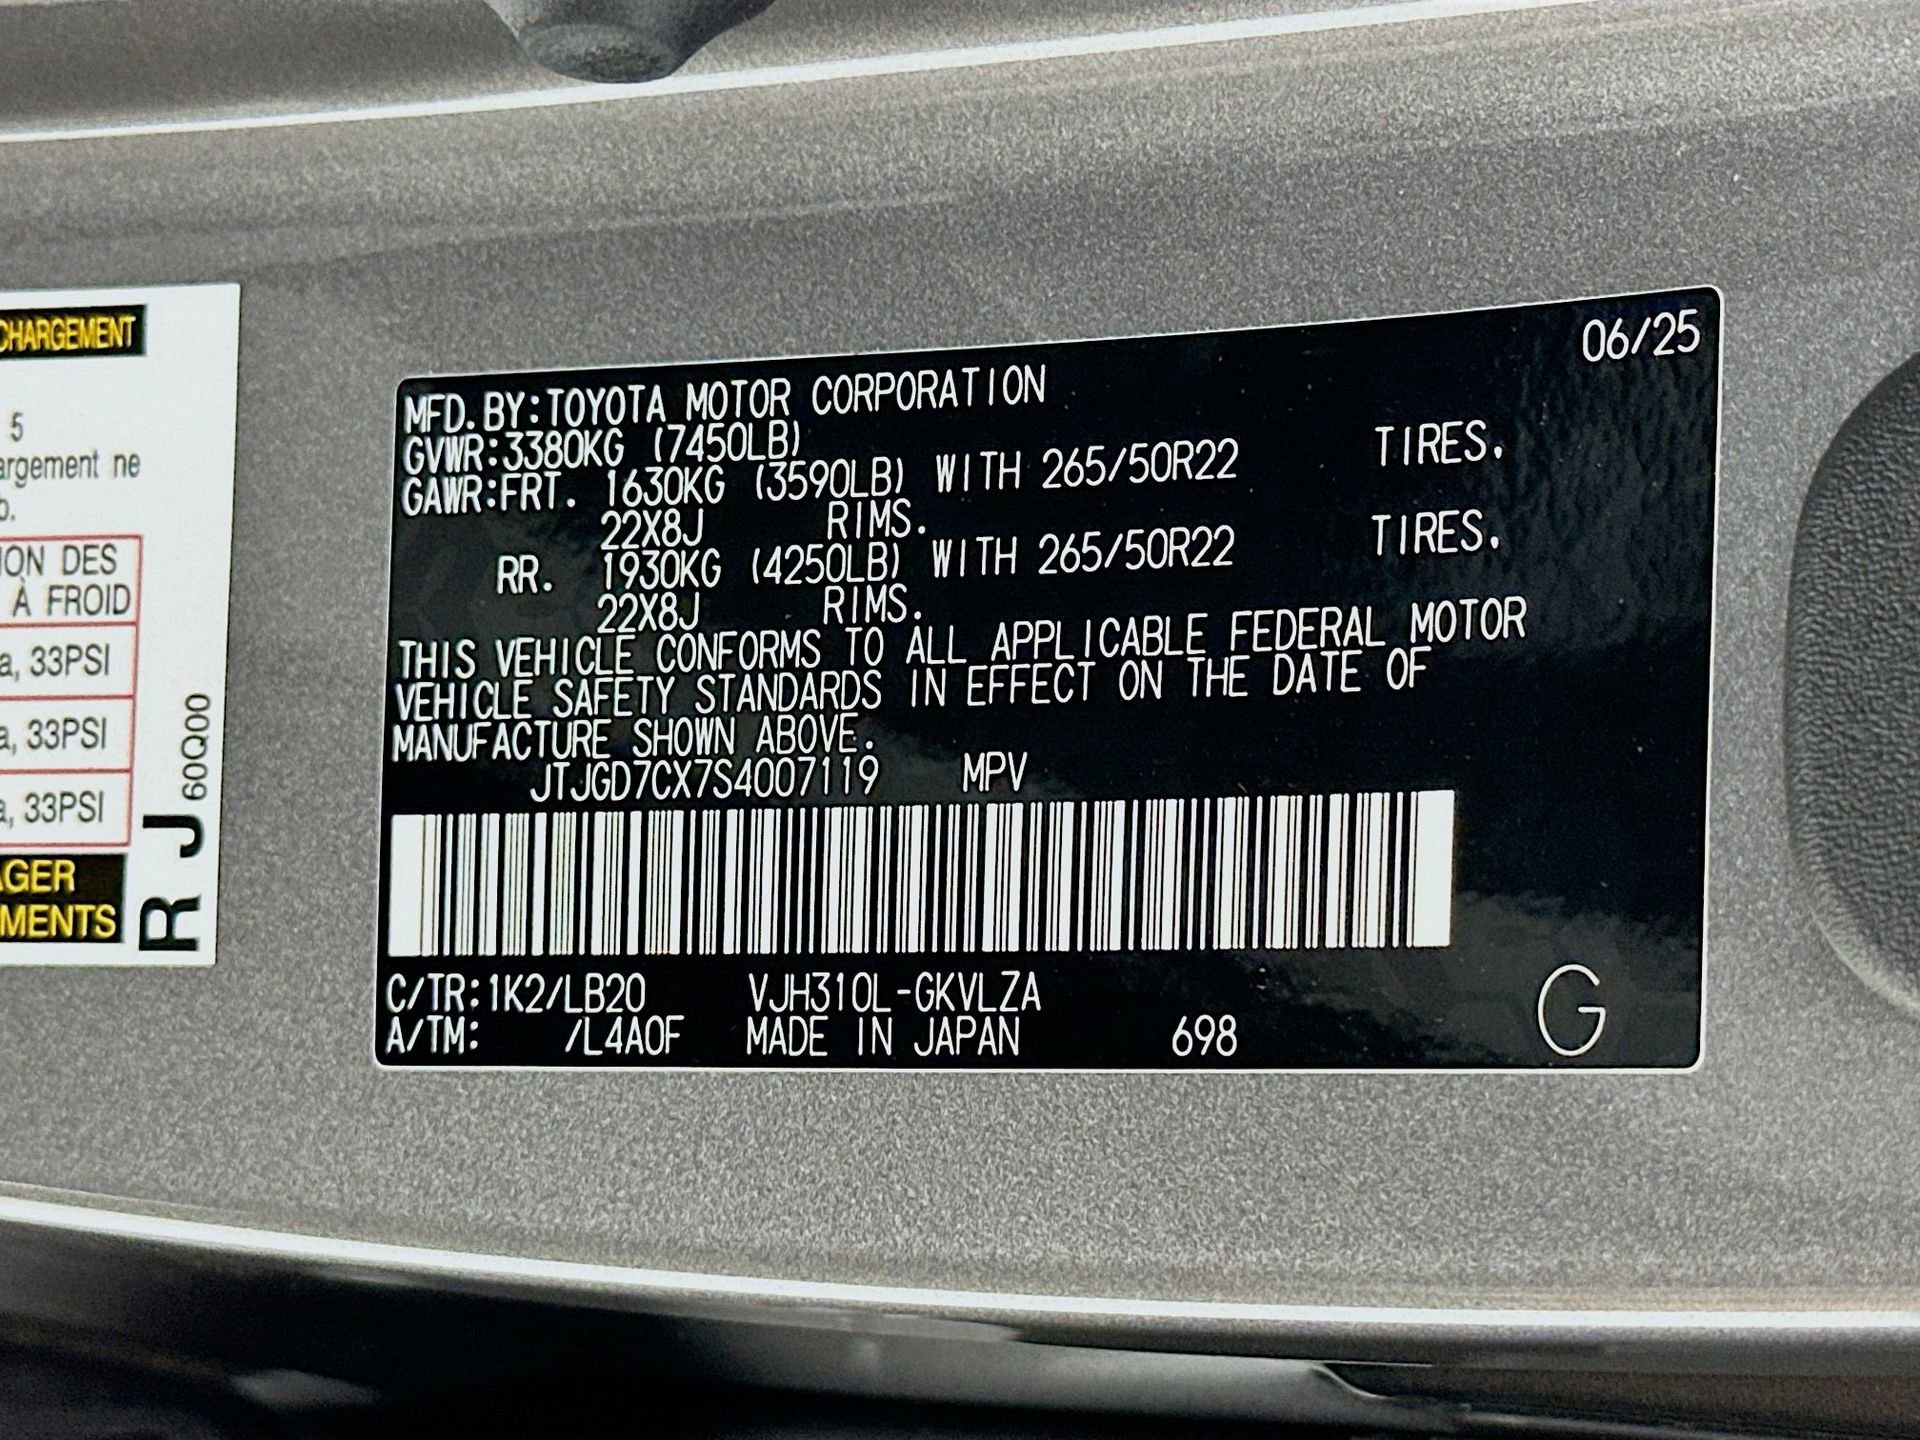 CHARGEMENT
5
argement ne
b.
ION DES
À FROID
a, 33PSI
a, 33PSI
a, 33PSI
AGER
MENTS
R J 60Q00
06/25
MFD. BY:TOYOTA MOTOR CORPORATION
GVWR:3380KG (7450LB)
GAWR:FRT. 1630KG (3590LB) WITH 265/50R22 TIRES.
22X8J RIMS.
RR. 1930KG (4250LB) WITH 265/50R22 TIRES.
22X8J RIMS.
THIS VEHICLE CONFORMS TO ALL APPLICABLE FEDERAL MOTOR
VEHICLE SAFETY STANDARDS IN EFFECT ON THE DATE OF
MANUFACTURE SHOWN ABOVE.
JTJGD7CX7S4007119 MPV
C/TR:1K2/LB20 VJH310L-GKVLZA
A/TM: /L4A0F MADE IN JAPAN 698 G